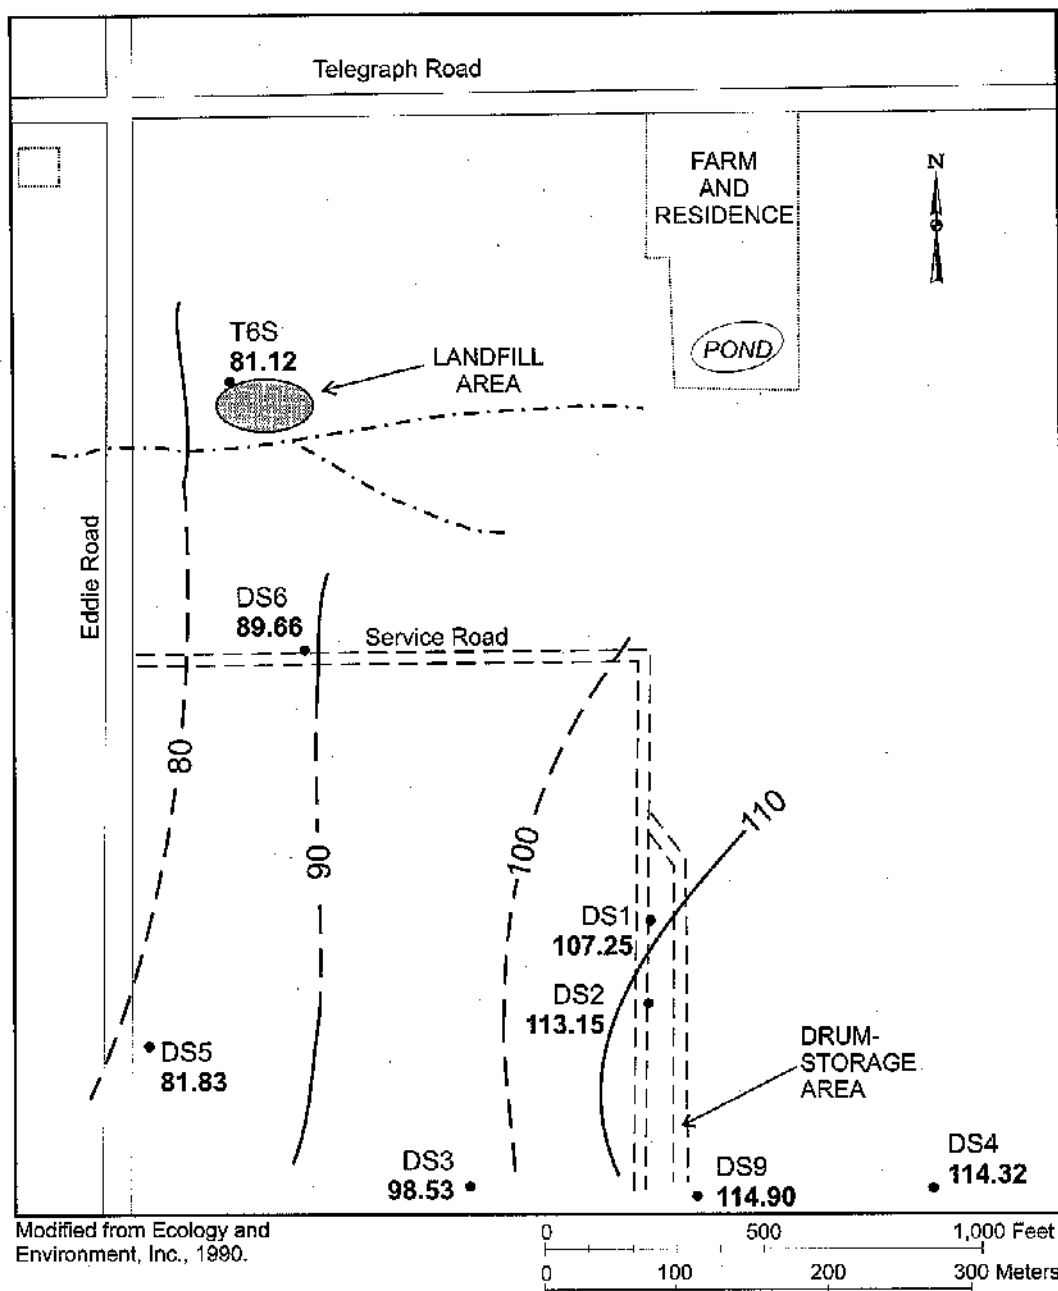 Telegraph Road
FARM
AND
RESIDENCE
N
T6S
81.12
LANDFILL
AREA
POND
Eddie Road
DS6
89.66
Service Road
80
90
100
110
DS1
107.25
DS2
113.15
DS5
81.83
DRUM-
STORAGE
AREA
DS3
98.53
DS9
114.90
DS4
114.32
Modified from Ecology and
Environment, Inc., 1990.
0 500 1,000 Feet
0 100 200 300 Meters